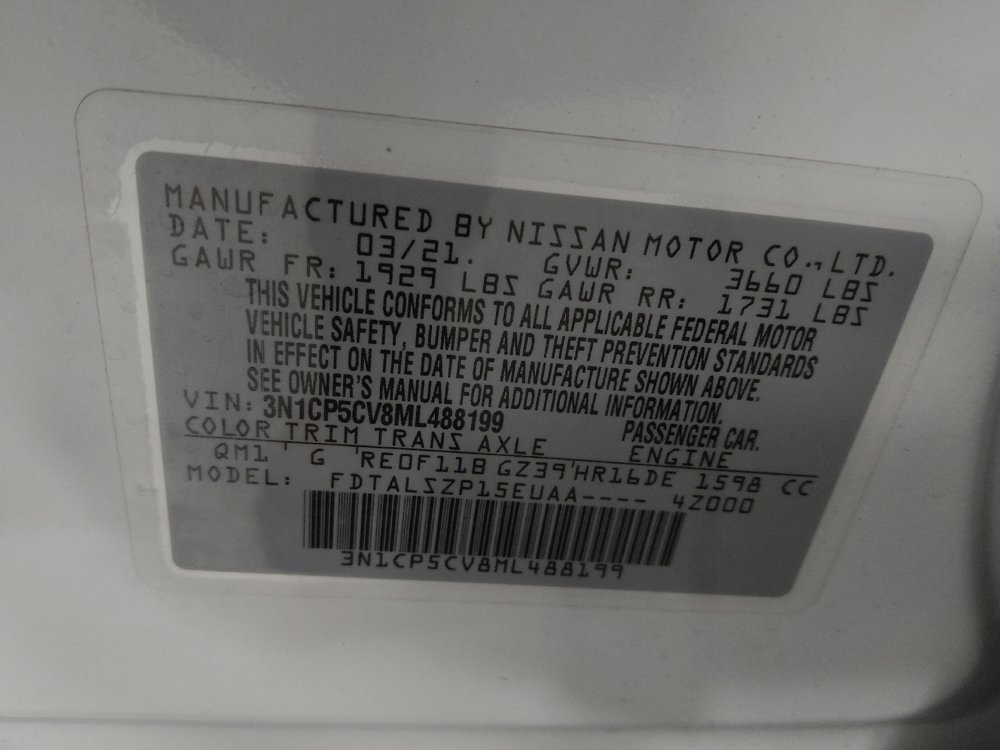 MANUFACTURED BY NISSAN MOTOR CO.,LTD.
DATE: 03/21. GVWR: 3660 LBS
GAWR FR: 1929 LBS GAWR RR: 1731 LBS
THIS VEHICLE CONFORMS TO ALL APPLICABLE FEDERAL MOTOR
VEHICLE SAFETY, BUMPER AND THEFT PREVENTION STANDARDS
IN EFFECT ON THE DATE OF MANUFACTURE SHOWN ABOVE.
SEE OWNER'S MANUAL FOR ADDITIONAL INFORMATION.
VIN: 3N1CP5CV8ML488199 PASSENGER CAR.
COLOR TRIM TRANS AXLE ENGINE
QM1 G RE0F11B GZ39 HR16DE 1598 CC
MODEL: FDTALSZP15EUAA---- 4Z000
3N1CP5CV8ML488199